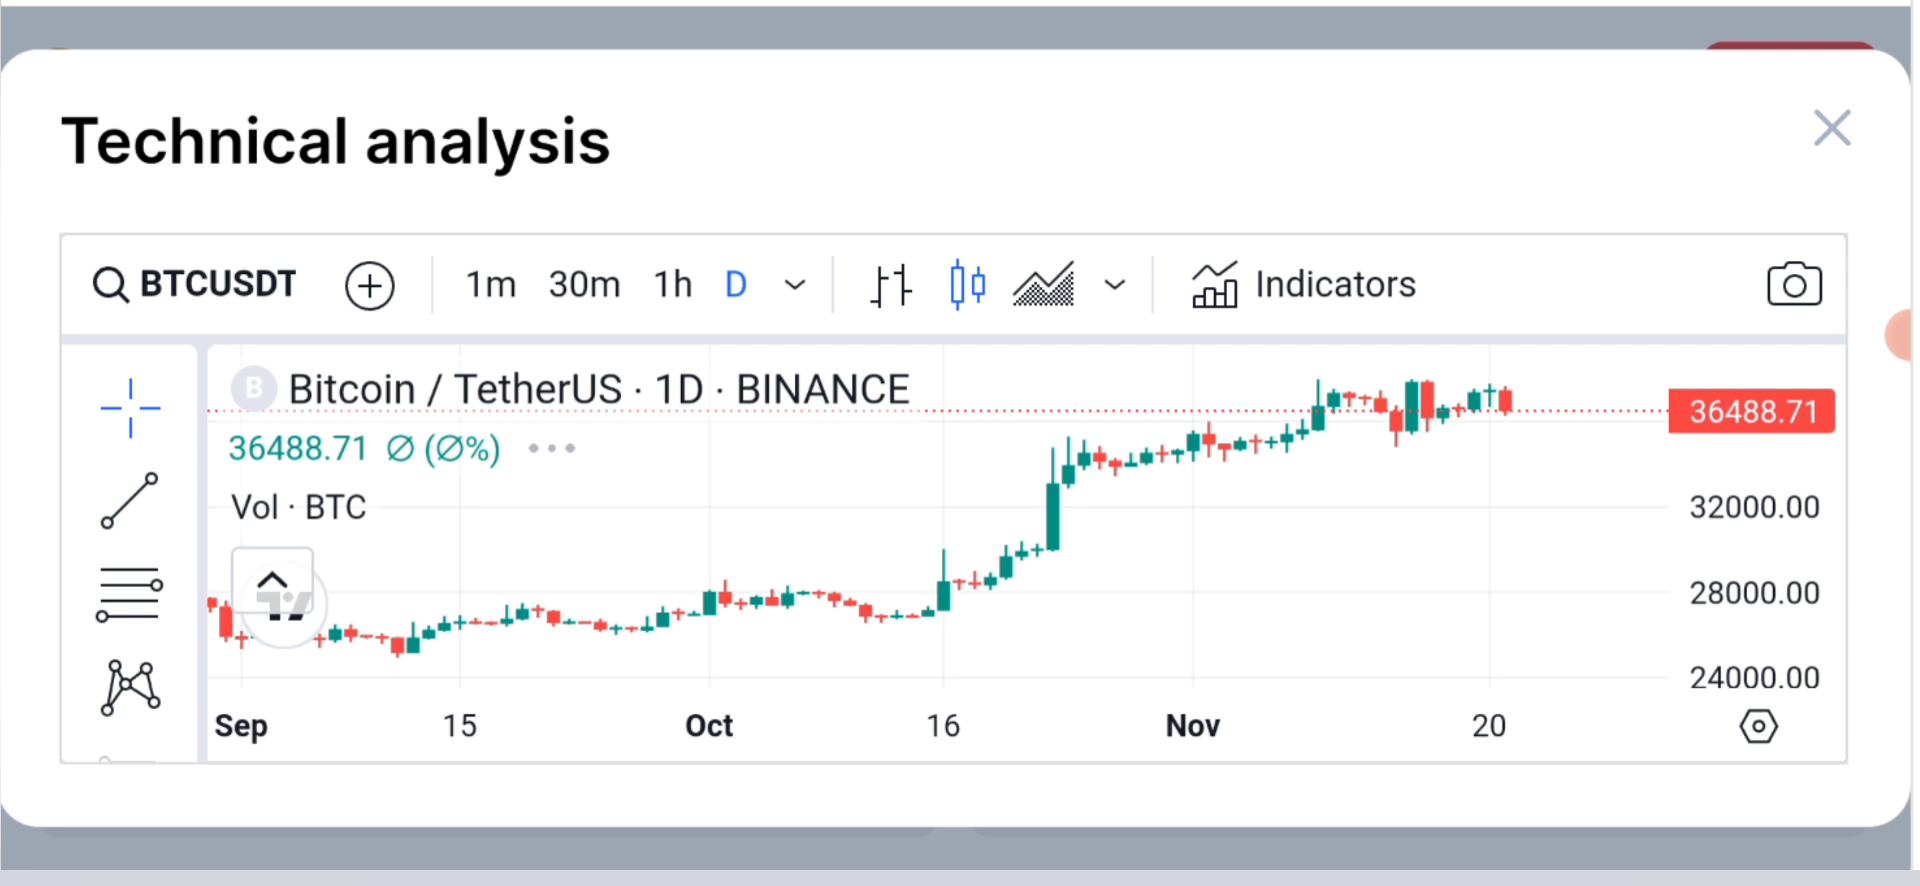 Technical analysis
BTCUSDT 1m 30m 1h D Indicators
B Bitcoin / TetherUS · 1D · BINANCE
36488.71
36488.71 Ø (Ø%)
Vol · BTC
32000.00
28000.00
24000.00
Sep 15 Oct 16 Nov 20